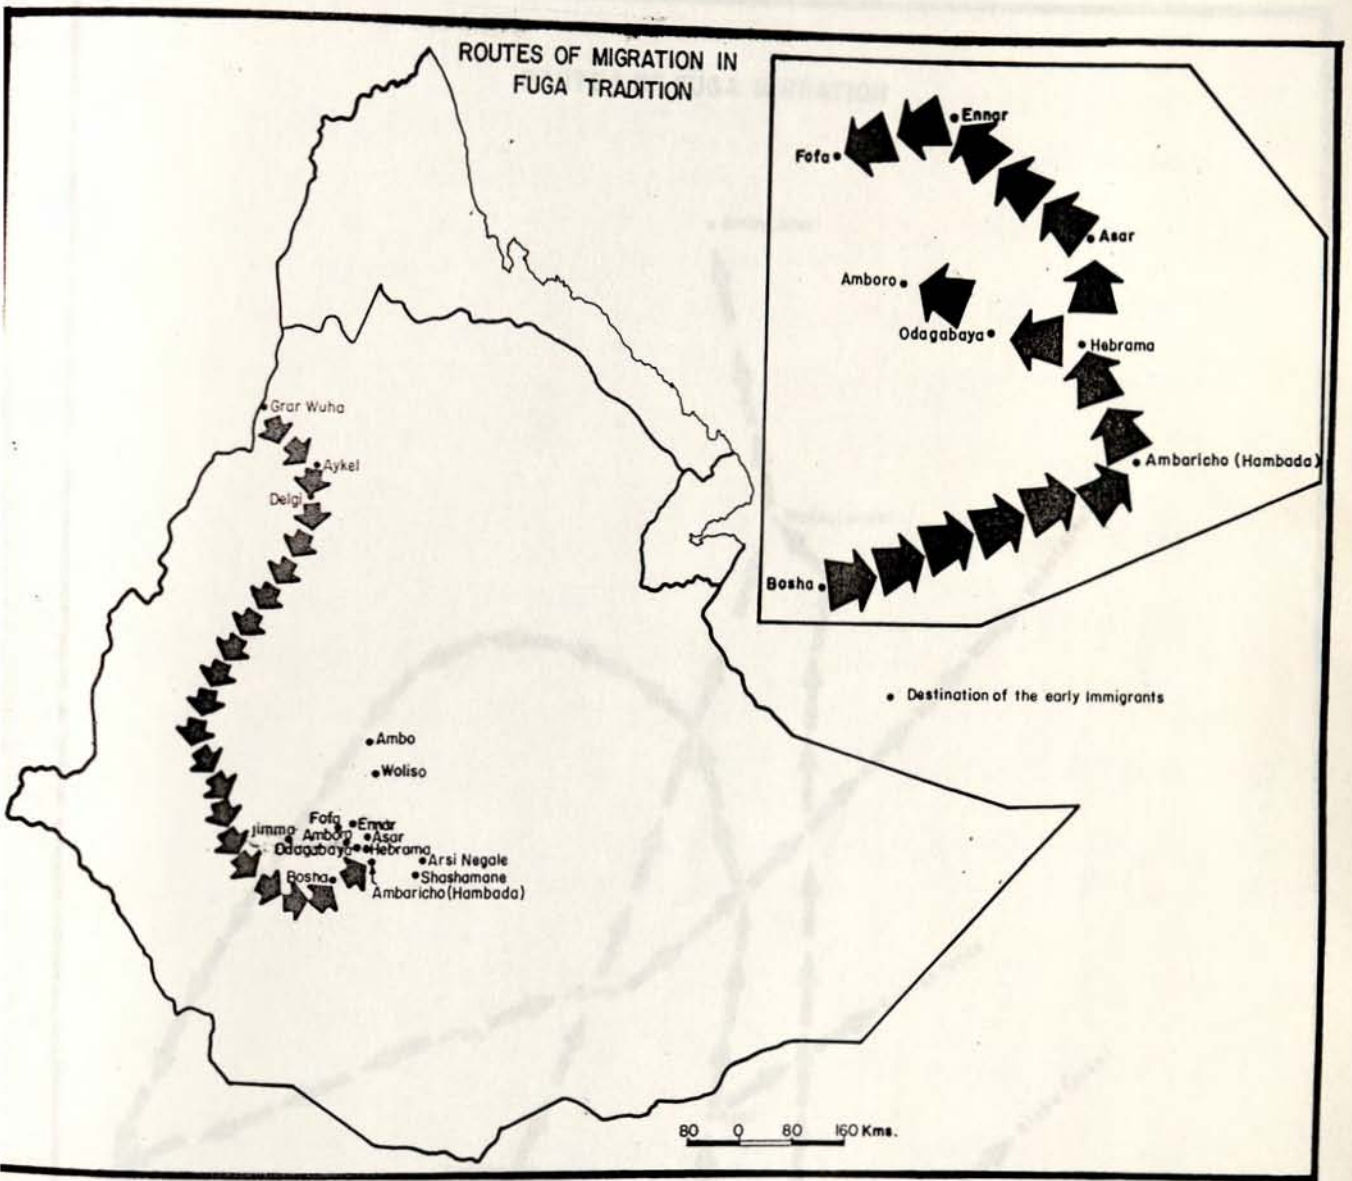 ROUTES OF MIGRATION IN
FUGA TRADITION
Ennar
Fofa
Asar
Amboro
Odagabaya
Hebrama
Ambaricho (Hambada)
Bosha
Grar Wuha
Aykel
Delgi
Destination of the early Immigrants
Ambo
Woliso
Fofa
Ennar
Jimma
Amboro
Asar
Odagabaya
Hebrama
Arsi Negale
Bosha
Shashamane
Ambaricho (Hambada)
80 0 80 160 Kms.